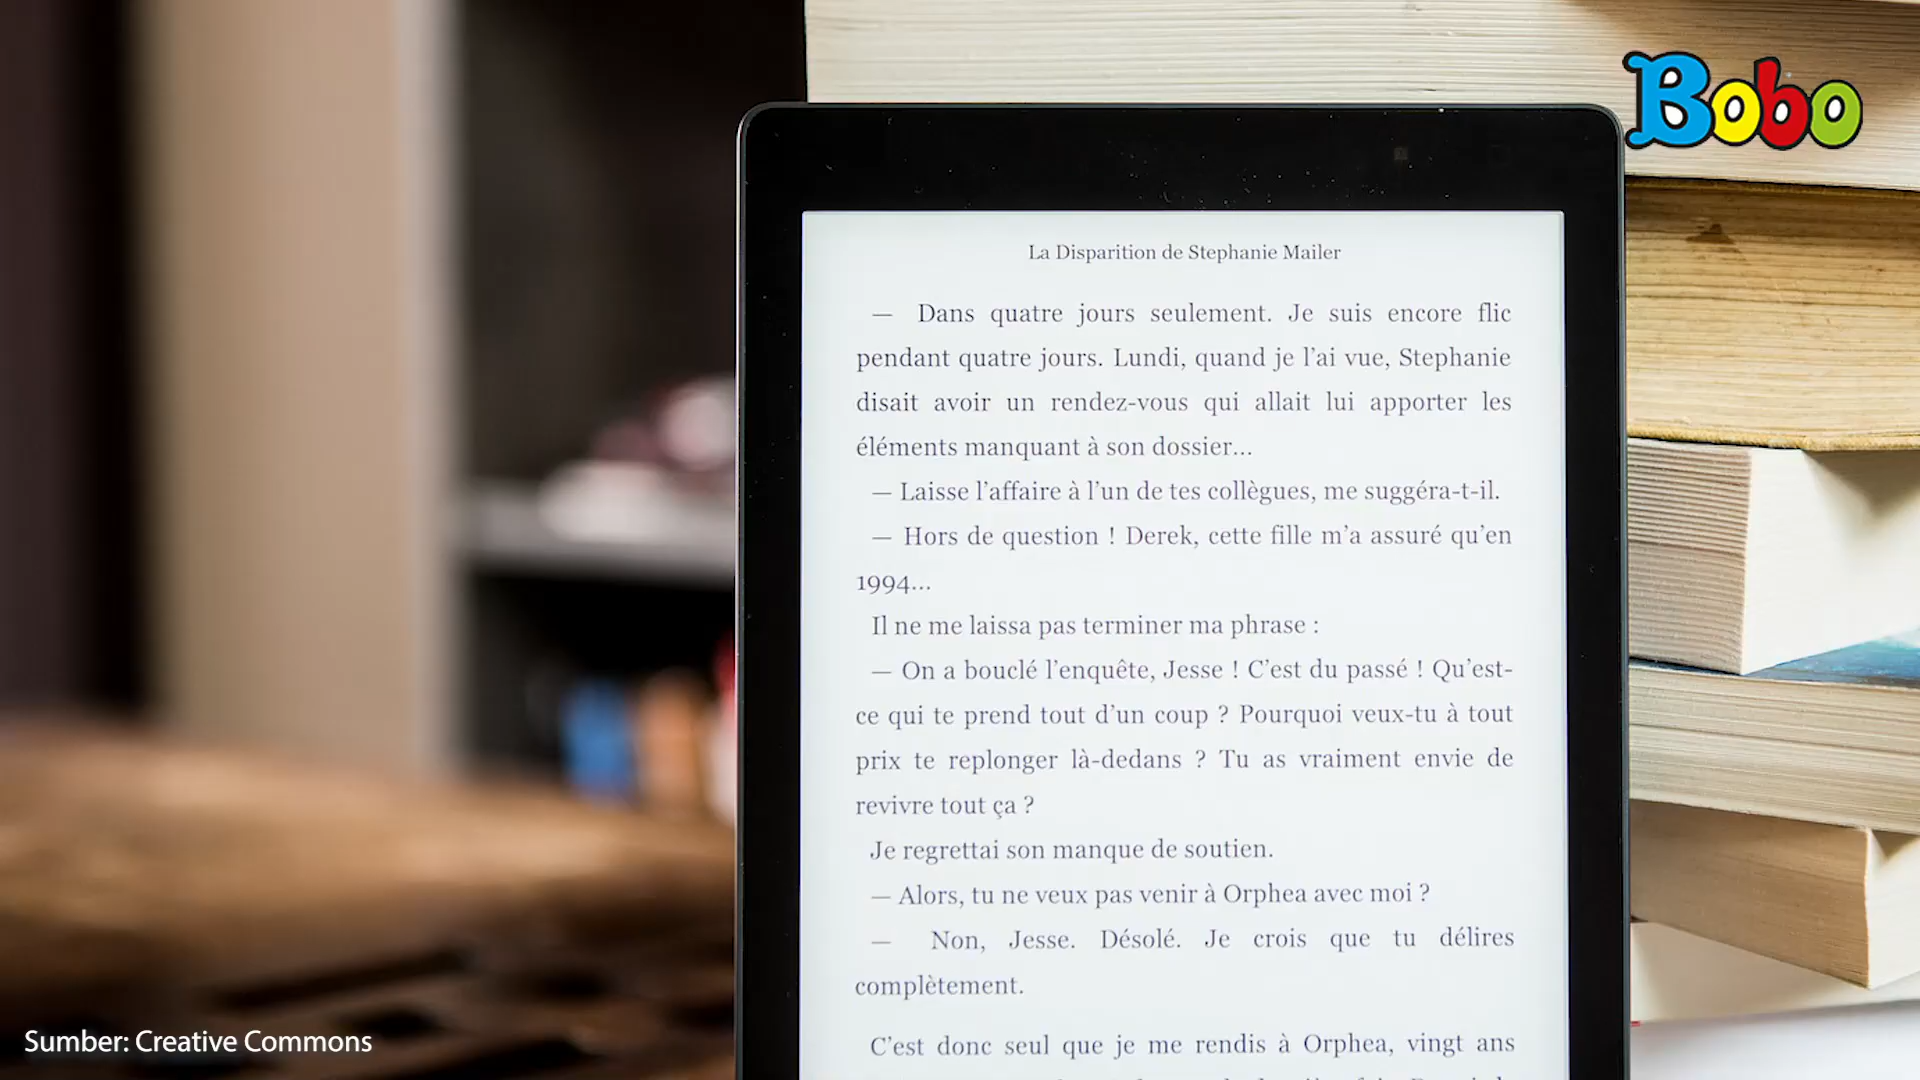 Bobo
La Disparition de Stephanie Mailer
— Dans quatre jours seulement. Je suis encore flic
pendant quatre jours. Lundi, quand je l’ai vue, Stephanie
disait avoir un rendez-vous qui allait lui apporter les
éléments manquant à son dossier…
— Laisse l’affaire à l’un de tes collègues, me suggéra-t-il.
— Hors de question ! Derek, cette fille m’a assuré qu’en
1994…
Il ne me laissa pas terminer ma phrase :
— On a bouclé l’enquête, Jesse ! C’est du passé ! Qu’est-
ce qui te prend tout d’un coup ? Pourquoi veux-tu à tout
prix te replonger là-dedans ? Tu as vraiment envie de
revivre tout ça ?
Je regrettai son manque de soutien.
— Alors, tu ne veux pas venir à Orphea avec moi ?
— Non, Jesse. Désolé. Je crois que tu délires
complètement.
C’est donc seul que je me rendis à Orphea, vingt ans
Sumber: Creative Commons